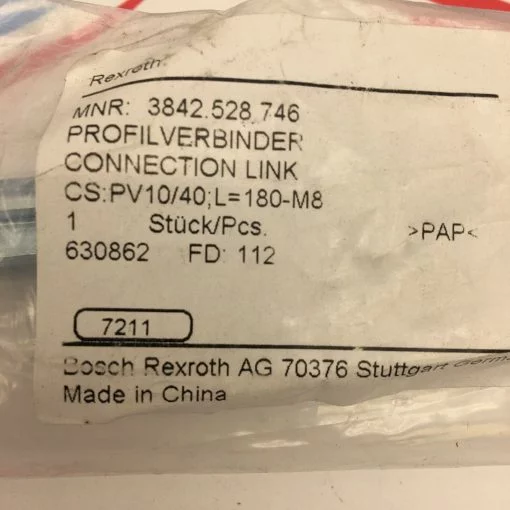 Rexroth
MNR: 3842.528.746
PROFILVERBINDER
CONNECTION LINK
CS:PV10/40;L=180-M8
1 Stück/Pcs. >PAP<
630862 FD: 112
7211
Bosch Rexroth AG 70376 Stuttgart Germany
Made in China